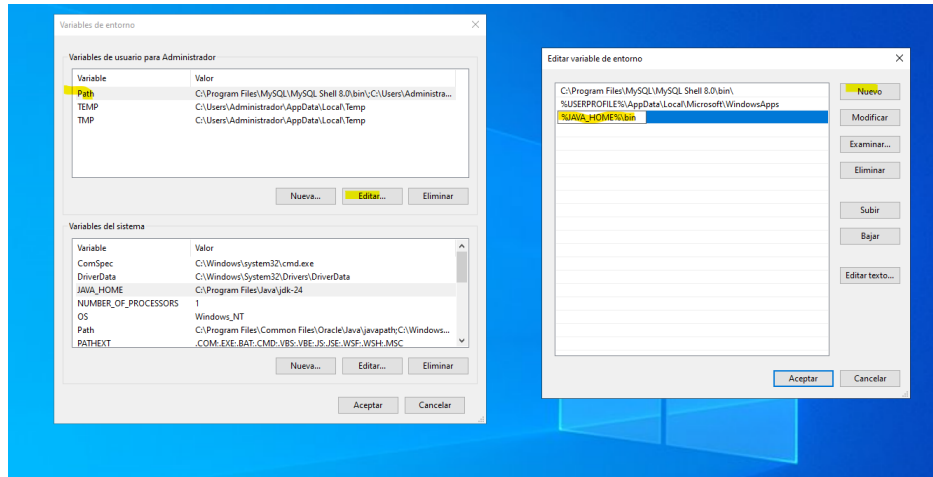 Variables de entorno
Variables de usuario para Administrador
Variable Valor
Path C:\Program Files\MySQL\MySQL Shell 8.0\bin\;C:\Users\Administra...
TEMP C:\Users\Administrador\AppData\Local\Temp
TMP C:\Users\Administrador\AppData\Local\Temp
Nueva... Editar... Eliminar
Variables del sistema
Variable Valor
ComSpec C:\Windows\system32\cmd.exe
DriverData C:\Windows\System32\Drivers\DriverData
JAVA_HOME C:\Program Files\Java\jdk-24
NUMBER_OF_PROCESSORS 1
OS Windows_NT
Path C:\Program Files\Common Files\Oracle\Java\javapath;C:\Windows...
PATHEXT .COM;.EXE;.BAT;.CMD;.VBS;.VBE;.JS;.JSE;.WSF;.WSH;.MSC
Nueva... Editar... Eliminar
Aceptar Cancelar
Editar variable de entorno
C:\Program Files\MySQL\MySQL Shell 8.0\bin\
%USERPROFILE%\AppData\Local\Microsoft\WindowsApps
%JAVA_HOME%\bin
Nuevo
Modificar
Examinar...
Eliminar
Subir
Bajar
Editar texto...
Aceptar Cancelar